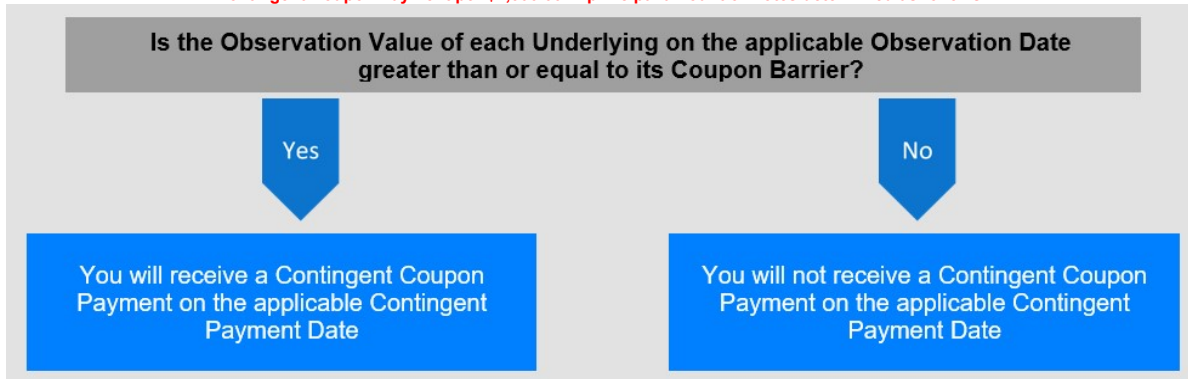 Is the Observation Value of each Underlying on the applicable Observation Date
greater than or equal to its Coupon Barrier?
Yes
No
You will receive a Contingent Coupon
Payment on the applicable Contingent
Payment Date
You will not receive a Contingent Coupon
Payment on the applicable Contingent
Payment Date